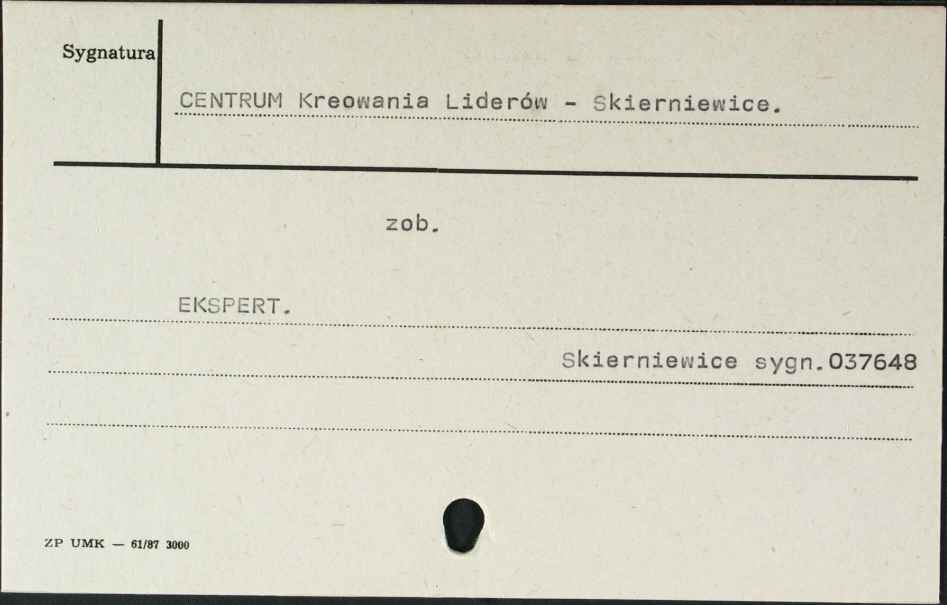 Sygnatura
CENTRUM Kreowania Liderów - Skierniewice.
zob.
EKSPERT.
Skierniewice sygn.037648
ZP UMK — 61/87 3000